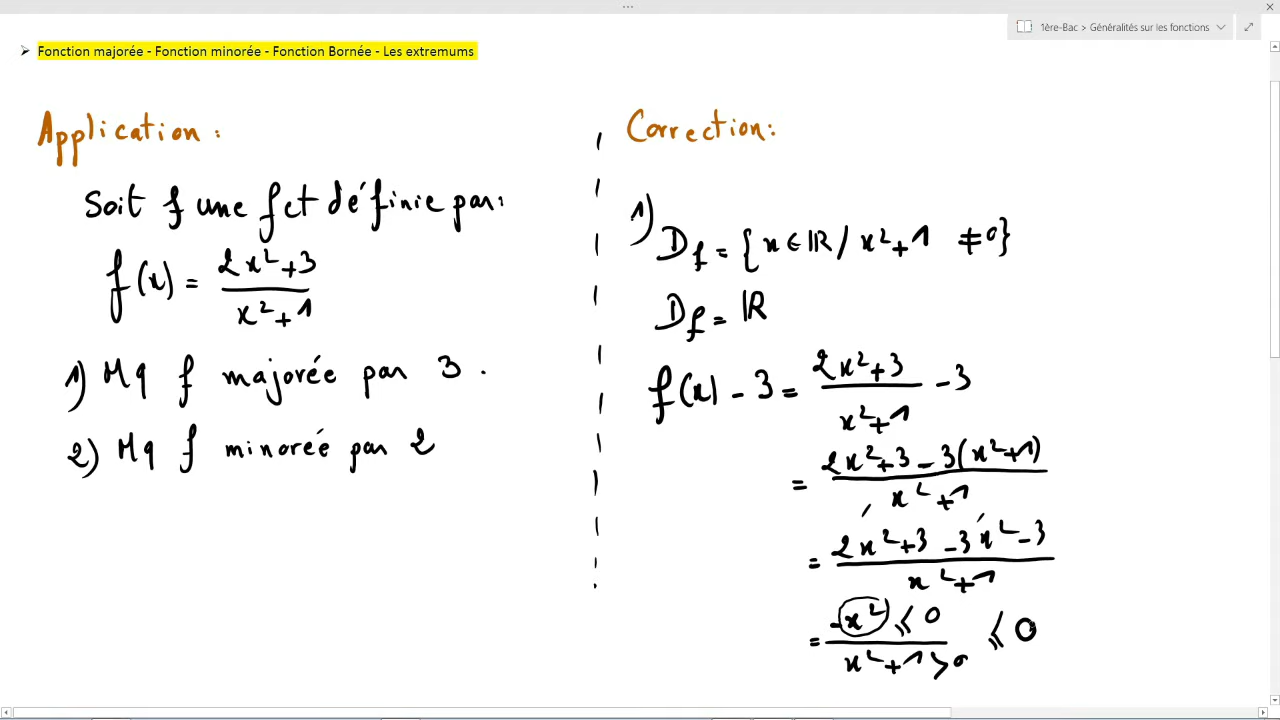 1ère-Bac > Généralités sur les fonctions
Fonction majorée - Fonction minorée - Fonction Bornée - Les extremums
Application:
Soit f une fct définie par:
f(x) = (2x²+3)/(x²+1)
1) Mq f majorée par 3.
2) Mq f minorée par 2
Correction:
1) Df = {x ∈ ℝ / x²+1 ≠ 0}
Df = ℝ
f(x) - 3 = (2x²+3)/(x²+1) - 3
= (2x²+3 - 3(x²+1))/(x²+1)
= (2x²+3 - 3x² - 3)/(x²+1)
= (-x² ⩽ 0)/(x²+1 > 0) ⩽ 0